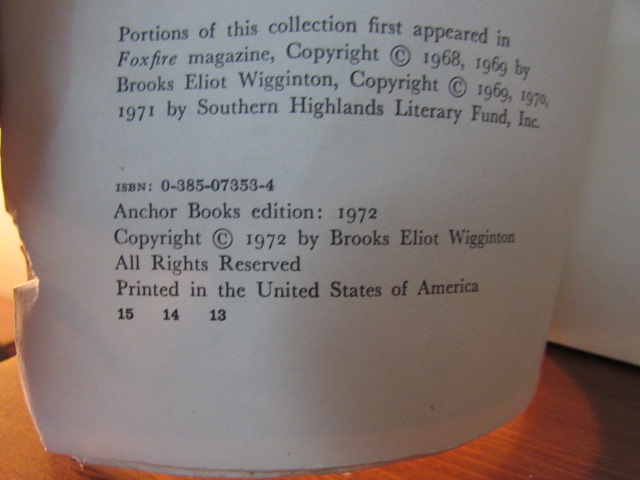 Portions of this collection first appeared in
Foxfire magazine, Copyright © 1968, 1969 by
Brooks Eliot Wigginton, Copyright © 1969, 1970,
1971 by Southern Highlands Literary Fund, Inc.
ISBN: 0-385-07353-4
Anchor Books edition: 1972
Copyright © 1972 by Brooks Eliot Wigginton
All Rights Reserved
Printed in the United States of America
15 14 13